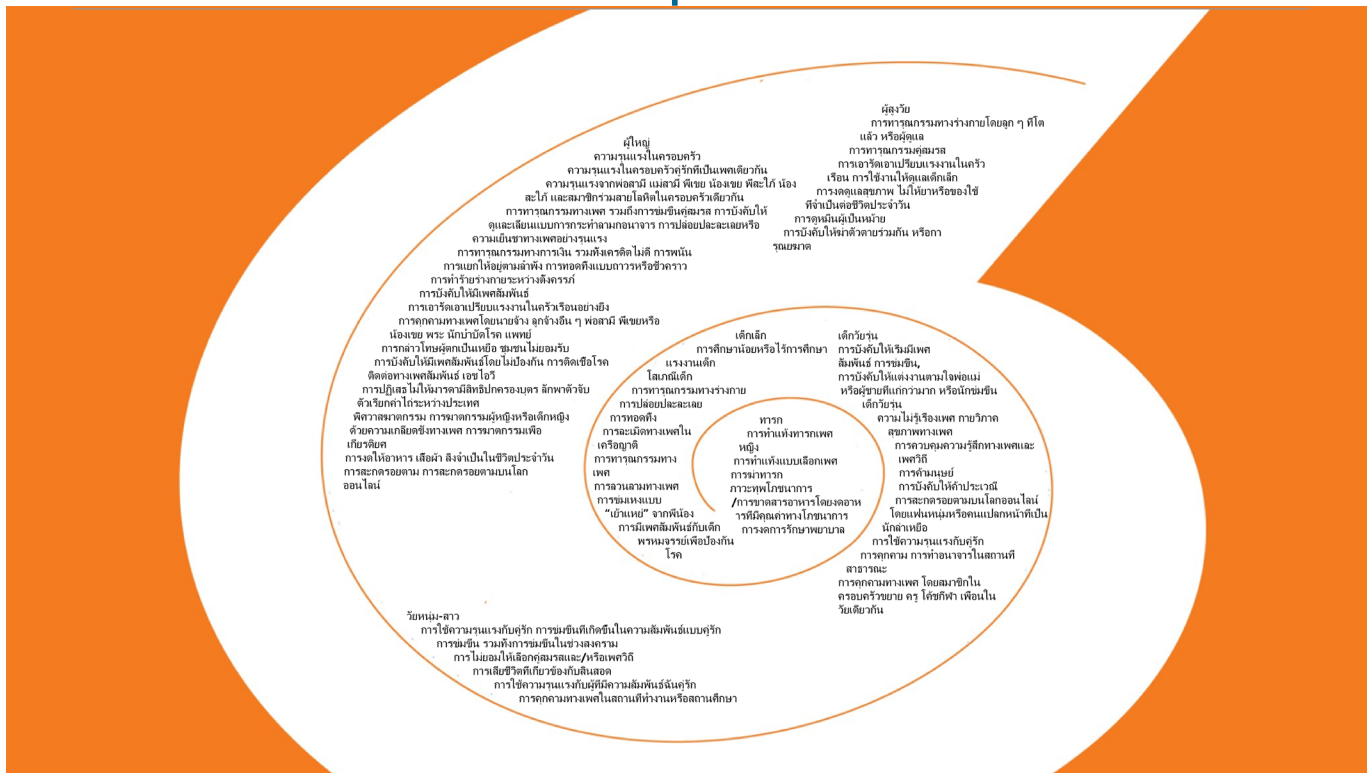 ผู้สูงวัย
การทารุณกรรมทางร่างกายโดยลูก ๆ ที่โต
แล้ว หรือผู้ดูแล
การทารุณกรรมคู่สมรส
การเอารัดเอาเปรียบแรงงานในครัว
เรือน การใช้งานให้ดูแลเด็กเล็ก
การงดดูแลสุขภาพ ไม่ให้ยาหรือของใช้
ที่จำเป็นต่อชีวิตประจำวัน
การดูหมิ่นผู้เป็นหม้าย
การบังคับให้ฆ่าตัวตายร่วมกัน หรือกา
รุณยฆาต
ผู้ใหญ่
ความรุนแรงในครอบครัว
ความรุนแรงในครอบครัวคู่รักที่เป็นเพศเดียวกัน
ความรุนแรงจากพ่อสามี แม่สามี พี่เขย น้องเขย พี่สะใภ้ น้อง
สะใภ้ และสมาชิกร่วมสายโลหิตในครอบครัวเดียวกัน
การทารุณกรรมทางเพศ รวมถึงการข่มขืนคู่สมรส การบังคับให้
ดูและเลียนแบบการกระทำลามกอนาจาร การปล่อยปละละเลยหรือ
ความเย็นชาทางเพศอย่างรุนแรง
การทารุณกรรมทางการเงิน รวมทั้งเครดิตไม่ดี การพนัน
การแยกให้อยู่ตามลำพัง การทอดทิ้งแบบถาวรหรือชั่วคราว
การทำร้ายร่างกายระหว่างตั้งครรภ์
การบังคับให้มีเพศสัมพันธ์
การเอารัดเอาเปรียบแรงงานในครัวเรือนอย่างยิ่ง
การคุกคามทางเพศโดยนายจ้าง ลูกจ้างอื่น ๆ พ่อสามี พี่เขยหรือ
น้องเขย พระ นักบำบัดโรค แพทย์
การกล่าวโทษผู้ตกเป็นเหยื่อ ชุมชนไม่ยอมรับ
การบังคับให้มีเพศสัมพันธ์โดยไม่ป้องกัน การติดเชื้อโรค
ติดต่อทางเพศสัมพันธ์ เอชไอวี
การปฏิเสธไม่ให้มารดามีสิทธิปกครองบุตร ลักพาตัวจับ
ตัวเรียกค่าไถ่ระหว่างประเทศ
พิศวาสฆาตกรรม การฆาตกรรมผู้หญิงหรือเด็กหญิง
ด้วยความเกลียดชังทางเพศ การฆาตกรรมเพื่อ
เกียรติยศ
การงดให้อาหาร เสื้อผ้า สิ่งจำเป็นในชีวิตประจำวัน
การสะกดรอยตาม การสะกดรอยตามบนโลก
ออนไลน์
เด็กเล็ก
การศึกษาน้อยหรือไร้การศึกษา
แรงงานเด็ก
โสเภณีเด็ก
การทารุณกรรมทางร่างกาย
การปล่อยปละละเลย
การทอดทิ้ง
การละเมิดทางเพศใน
เครือญาติ
การทารุณกรรมทาง
เพศ
การลวนลามทางเพศ
การข่มเหงแบบ
“เย้าแหย่” จากพี่น้อง
การมีเพศสัมพันธ์กับเด็ก
พรหมจรรย์เพื่อป้องกัน
โรค
ทารก
การทำแท้งทารกเพศ
หญิง
การทำแท้งแบบเลือกเพศ
การฆ่าทารก
ภาวะทุพโภชนาการ
/การขาดสารอาหารโดยงดอาห
ารที่มีคุณค่าทางโภชนาการ
การงดการรักษาพยาบาล
เด็กวัยรุ่น
การบังคับให้เริ่มมีเพศ
สัมพันธ์ การข่มขืน,
การบังคับให้แต่งงานตามใจพ่อแม่
หรือผู้ชายที่แก่กว่ามาก หรือนักข่มขืน
เด็กวัยรุ่น
ความไม่รู้เรื่องเพศ กายวิภาค
สุขภาพทางเพศ
การควบคุมความรู้สึกทางเพศและ
เพศวิถี
การค้ามนุษย์
การบังคับให้ค้าประเวณี
การสะกดรอยตามบนโลกออนไลน์
โดยแฟนหนุ่มหรือคนแปลกหน้าที่เป็น
นักล่าเหยื่อ
การใช้ความรุนแรงกับคู่รัก
การคุกคาม การทำอนาจารในสถานที่
สาธารณะ
การคุกคามทางเพศ โดยสมาชิกใน
ครอบครัวขยาย ครู โค้ชกีฬา เพื่อนใน
วัยเดียวกัน
วัยหนุ่ม-สาว
การใช้ความรุนแรงกับคู่รัก การข่มขืนที่เกิดขึ้นในความสัมพันธ์แบบคู่รัก
การข่มขืน รวมทั้งการข่มขืนในช่วงสงคราม
การไม่ยอมให้เลือกคู่สมรสและ/หรือเพศวิถี
การเสียชีวิตที่เกี่ยวข้องกับสินสอด
การใช้ความรุนแรงกับผู้ที่มีความสัมพันธ์ฉันคู่รัก
การคุกคามทางเพศในสถานที่ทำงานหรือสถานศึกษา